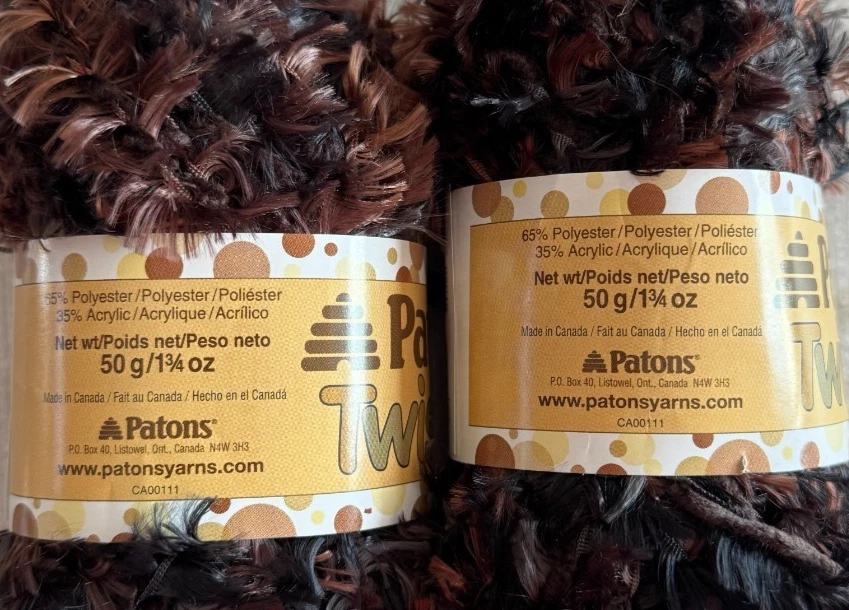 65% Polyester/Polyester/Poliéster
35% Acrylic/Acrylique/Acrílico
Net wt/Poids net/Peso neto
50 g/1¾ oz
Made in Canada / Fait au Canada / Hecho en el Canadá
Patons®
P.O. Box 40, Listowel, Ont., Canada N4W 3H3
www.patonsyarns.com
CA00111
Pa
Twi
65% Polyester/Polyester/Poliéster
35% Acrylic/Acrylique/Acrílico
Net wt/Poids net/Peso neto
50 g/1¾ oz
Made in Canada / Fait au Canada / Hecho en el Canadá
Patons®
P.O. Box 40, Listowel, Ont., Canada N4W 3H3
www.patonsyarns.com
CA00111
P
Tw